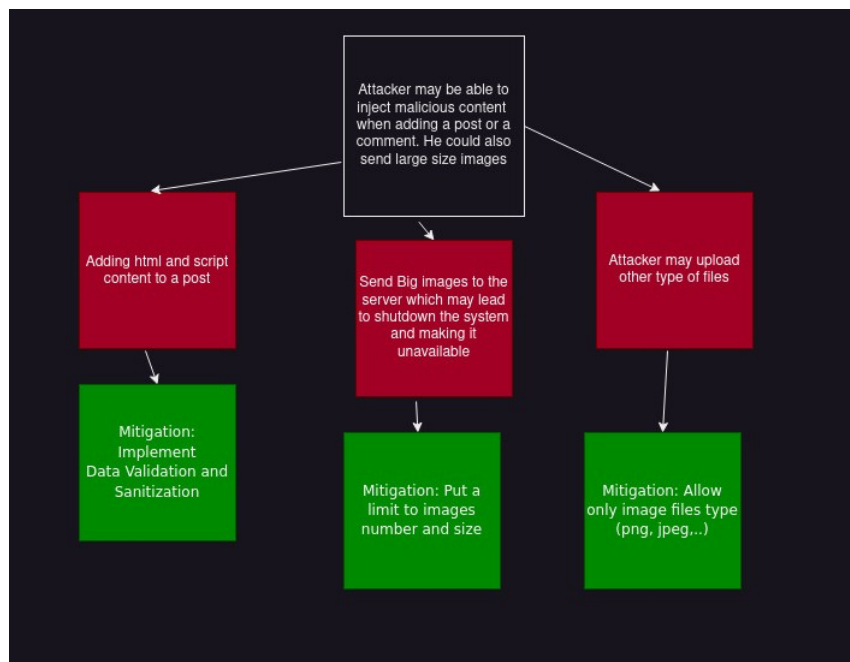 Attacker may be able to
inject malicious content
when adding a post or a
comment. He could also
send large size images
Adding html and script
content to a post
Send Big images to the
server which may lead
to shutdown the system
and making it
unavailable
Attacker may upload
other type of files
Mitigation:
Implement
Data Validation and
Sanitization
Mitigation: Put a
limit to images
number and size
Mitigation: Allow
only image files type
(png, jpeg,..)